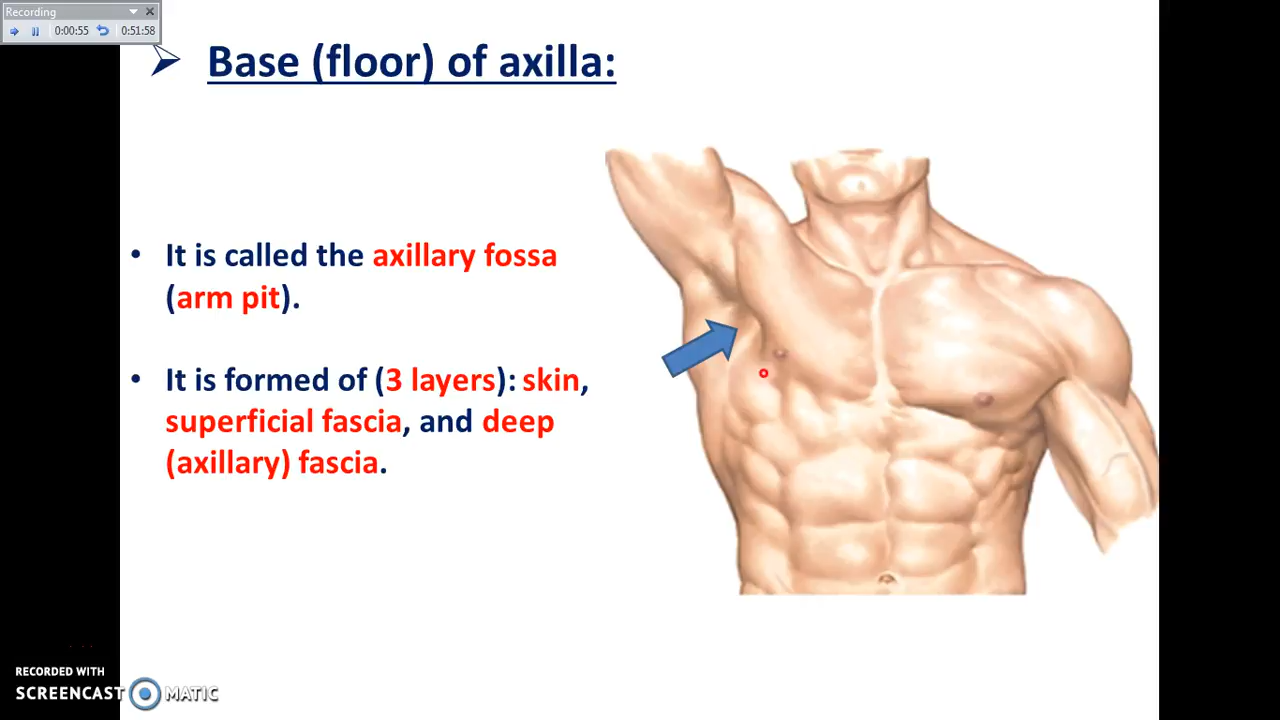 Recording
0:00:55 0:51:58
Base (floor) of axilla:
• It is called the axillary fossa
(arm pit).
• It is formed of (3 layers): skin,
superficial fascia, and deep
(axillary) fascia.
RECORDED WITH
SCREENCAST MATIC